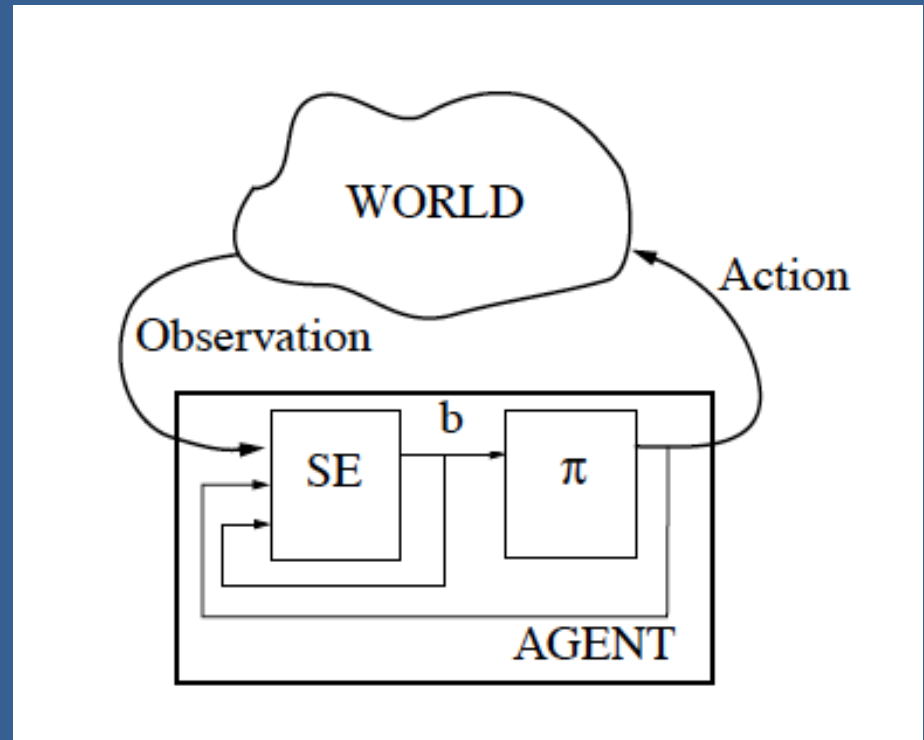 WORLD
Action
Observation
b
SE
π
AGENT